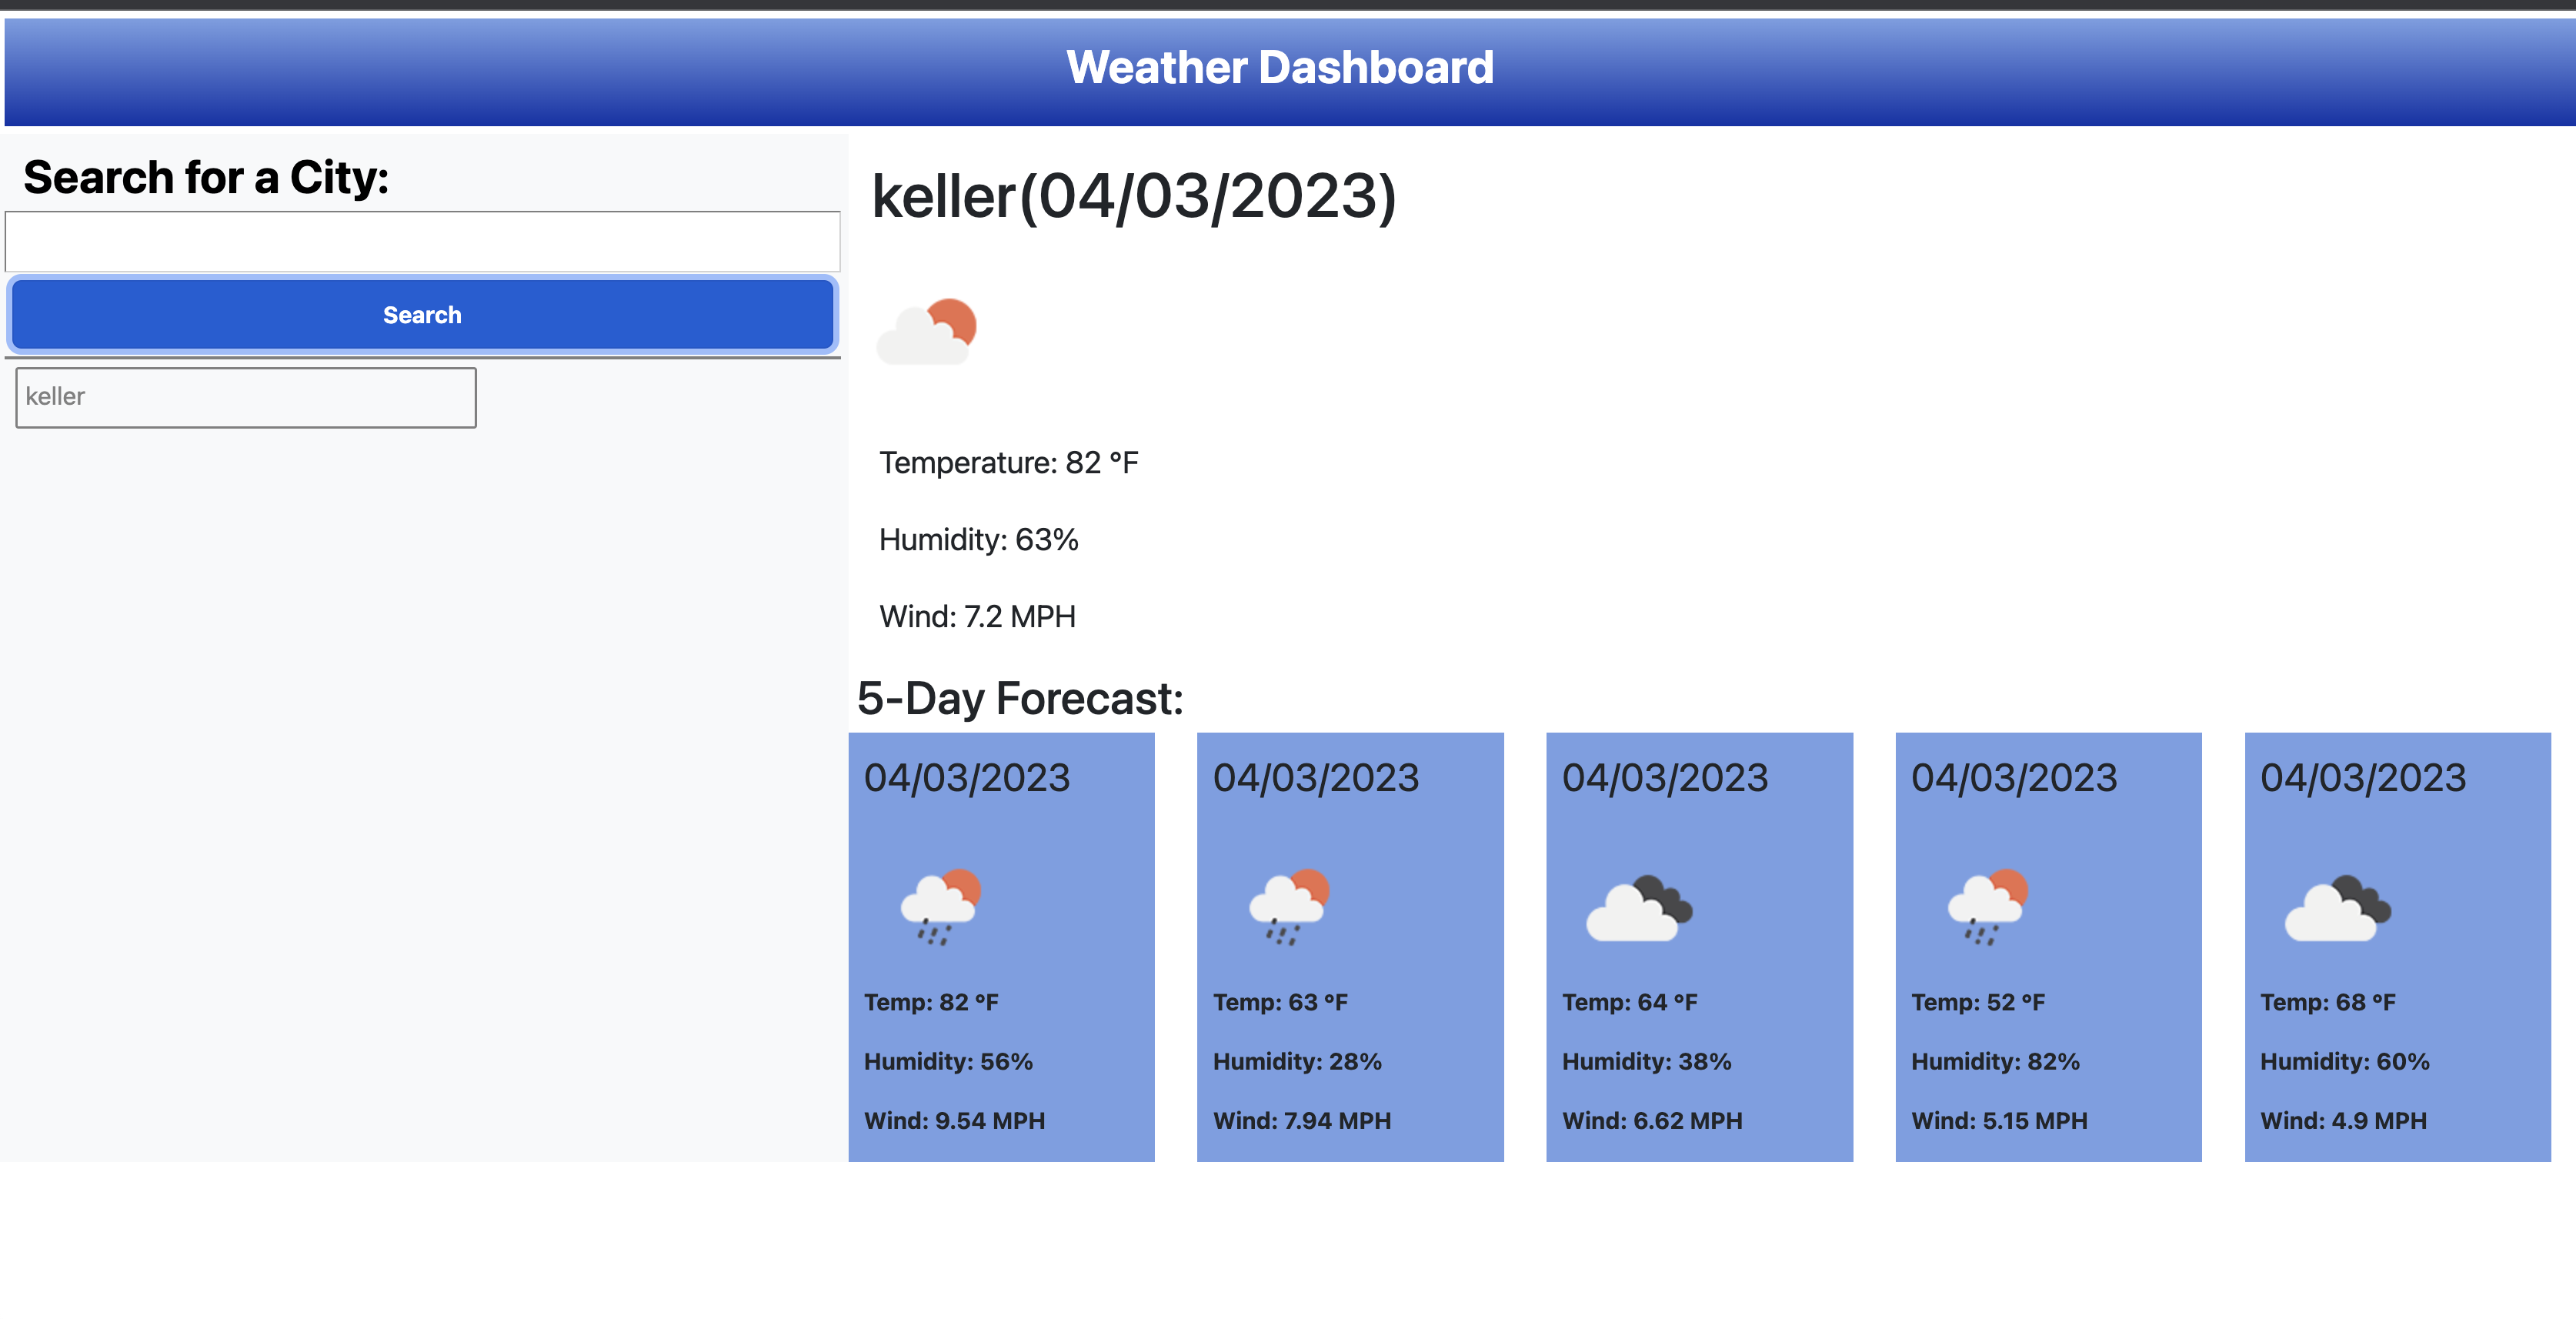 Weather Dashboard
Search for a City:
Search
keller
keller(04/03/2023)
Temperature: 82 °F
Humidity: 63%
Wind: 7.2 MPH
5-Day Forecast:
04/03/2023
Temp: 82 °F
Humidity: 56%
Wind: 9.54 MPH
04/03/2023
Temp: 63 °F
Humidity: 28%
Wind: 7.94 MPH
04/03/2023
Temp: 64 °F
Humidity: 38%
Wind: 6.62 MPH
04/03/2023
Temp: 52 °F
Humidity: 82%
Wind: 5.15 MPH
04/03/2023
Temp: 68 °F
Humidity: 60%
Wind: 4.9 MPH